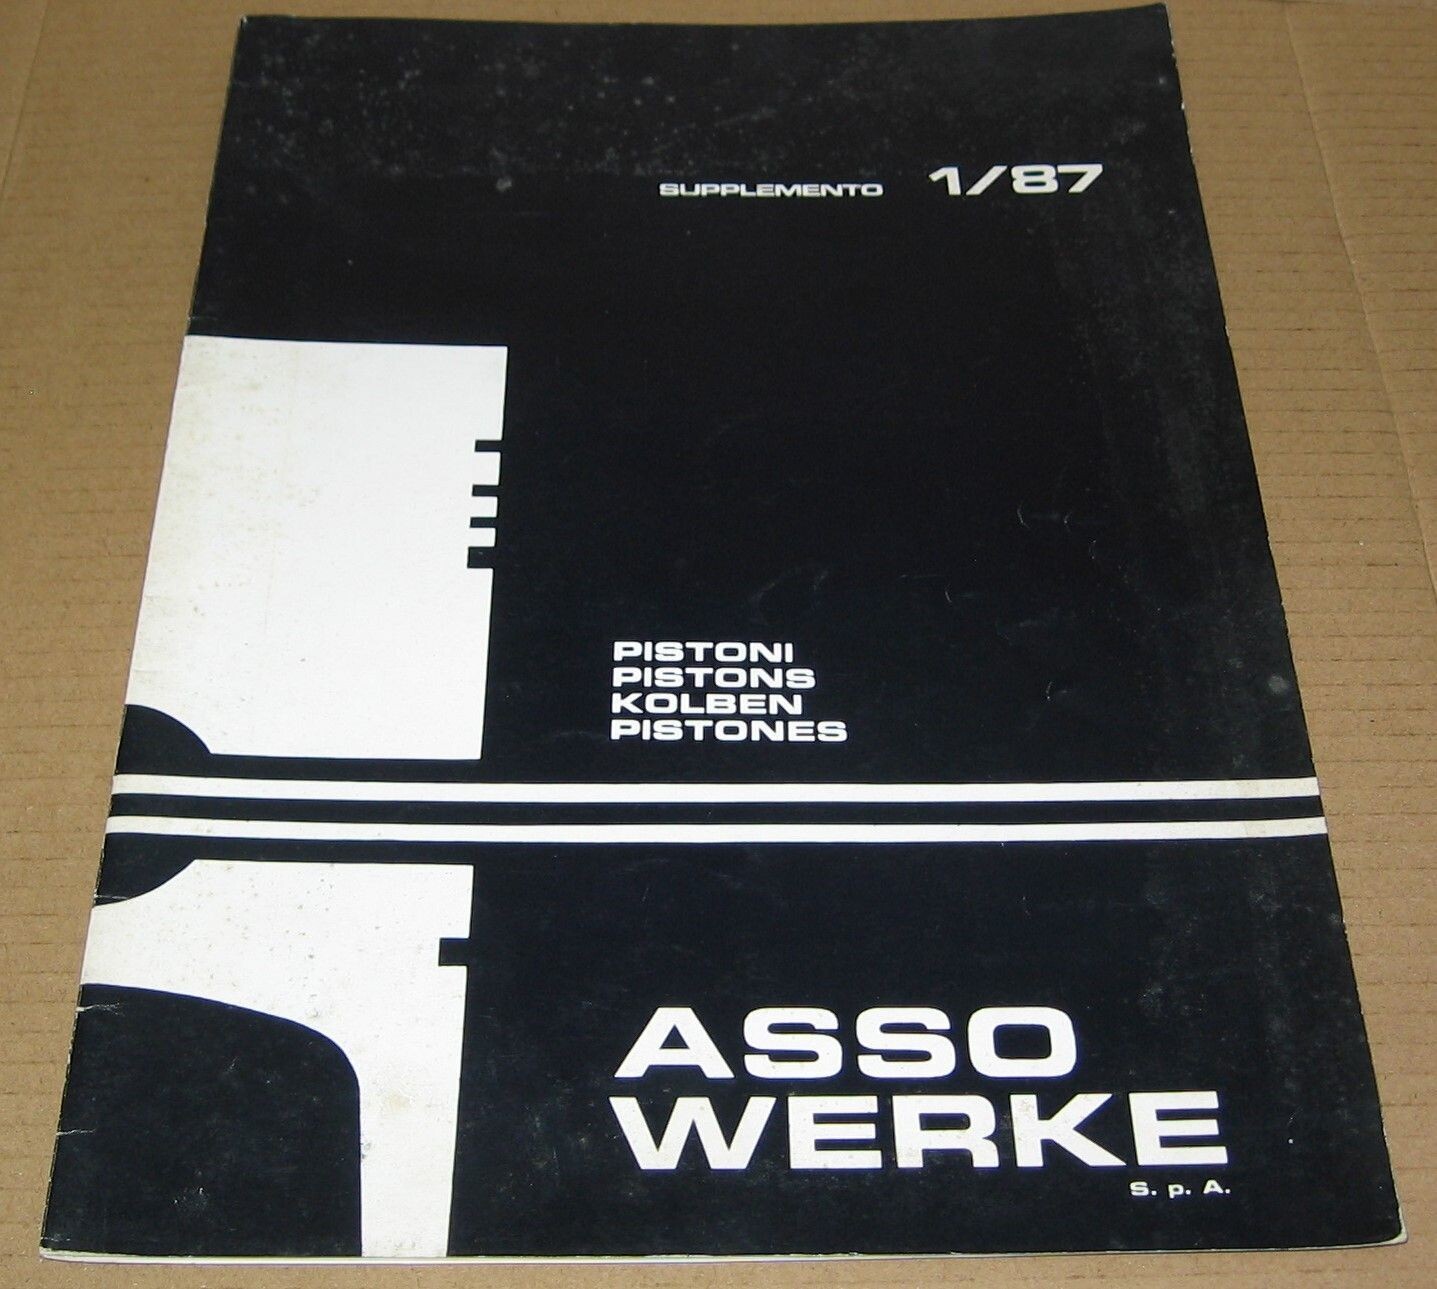 SUPPLEMENTO 1/87
PISTONI
PISTONS
KOLBEN
PISTONES
ASSO
WERKE
S. p. A.